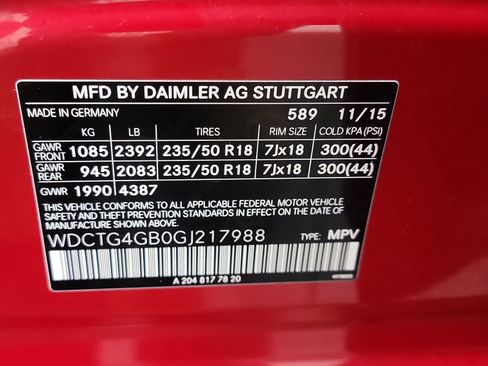 MFD BY DAIMLER AG STUTTGART
MADE IN GERMANY 589 11/15
KG LB TIRES RIM SIZE COLD KPA (PSI)
GAWR FRONT 1085 2392 235/50 R18 7Jx18 300(44)
GAWR REAR 945 2083 235/50 R18 7Jx18 300(44)
GVWR 1990 4387
THIS VEHICLE CONFORMS TO ALL APPLICABLE U.S. FEDERAL MOTOR VEHICLE
SAFETY AND THEFT PREVENTION STANDARDS IN EFFECT ON THE DATE OF
MANUFACTURE SHOWN ABOVE.
WDCTG4GB0GJ217988 TYPE: MPV
A 204 817 78 20